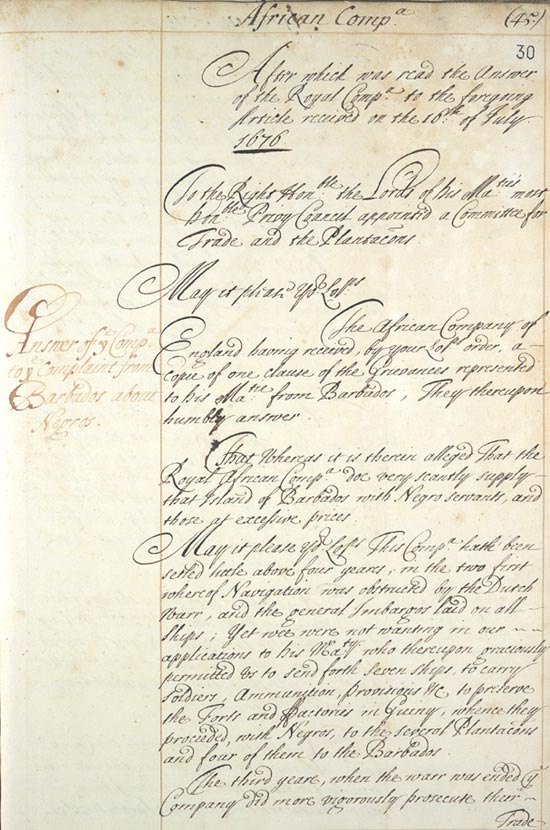 African Compᵃ. (45.)
30
After which was read the Answer
of the Royal Compᵃ. to the foregoing
Article received on the 16ᵗʰ. of July
1676
To the Right Honᵇˡᵉ the Lords of his Maᵗⁱᵉˢ most
honᵇˡᵉ Privy Councill appointed a Committee for
Trade and the Plantacõns.
May it pleas yoʳ Loᵖᵖˢ.
The African Company of
England having received, by your Loᵖˢ. order, a
copie of one clause of the Grievances represented
to his Maᵗⁱᵉ from Barbados, They thereupon
humbly answer.
Answer of yᵉ Compᵃ.
to yᵉ Complaint from
Barbados about
Negros.
That Whereas it is therein alleged That the
Royal African Compᵃ. doe very scantly supply
that Island of Barbados with Negro servants, and
those at excessive prices.
May it please yoʳ Loᵖˢ. This Compᵃ. hath been
setled little above four years, in the two first
whereof Navigation was obstructed by the Dutch
Warr, and the general Imbargos laid on all
Ships; Yet wee were not wanting in our
applications to his Maᵗʸ. who thereupon graciously
permitted Us to send forth seven ships, to carry
Soldiers, Ammunition, Provisions &c. to preserve
the Forts and Factories in Guiny, whence they
proceeded, with Negros, to the several Plantacõns
and four of them to the Barbados.
The third yeare, when the warr was ended yᵉ
Company did more vigorously prosecute their
Trade